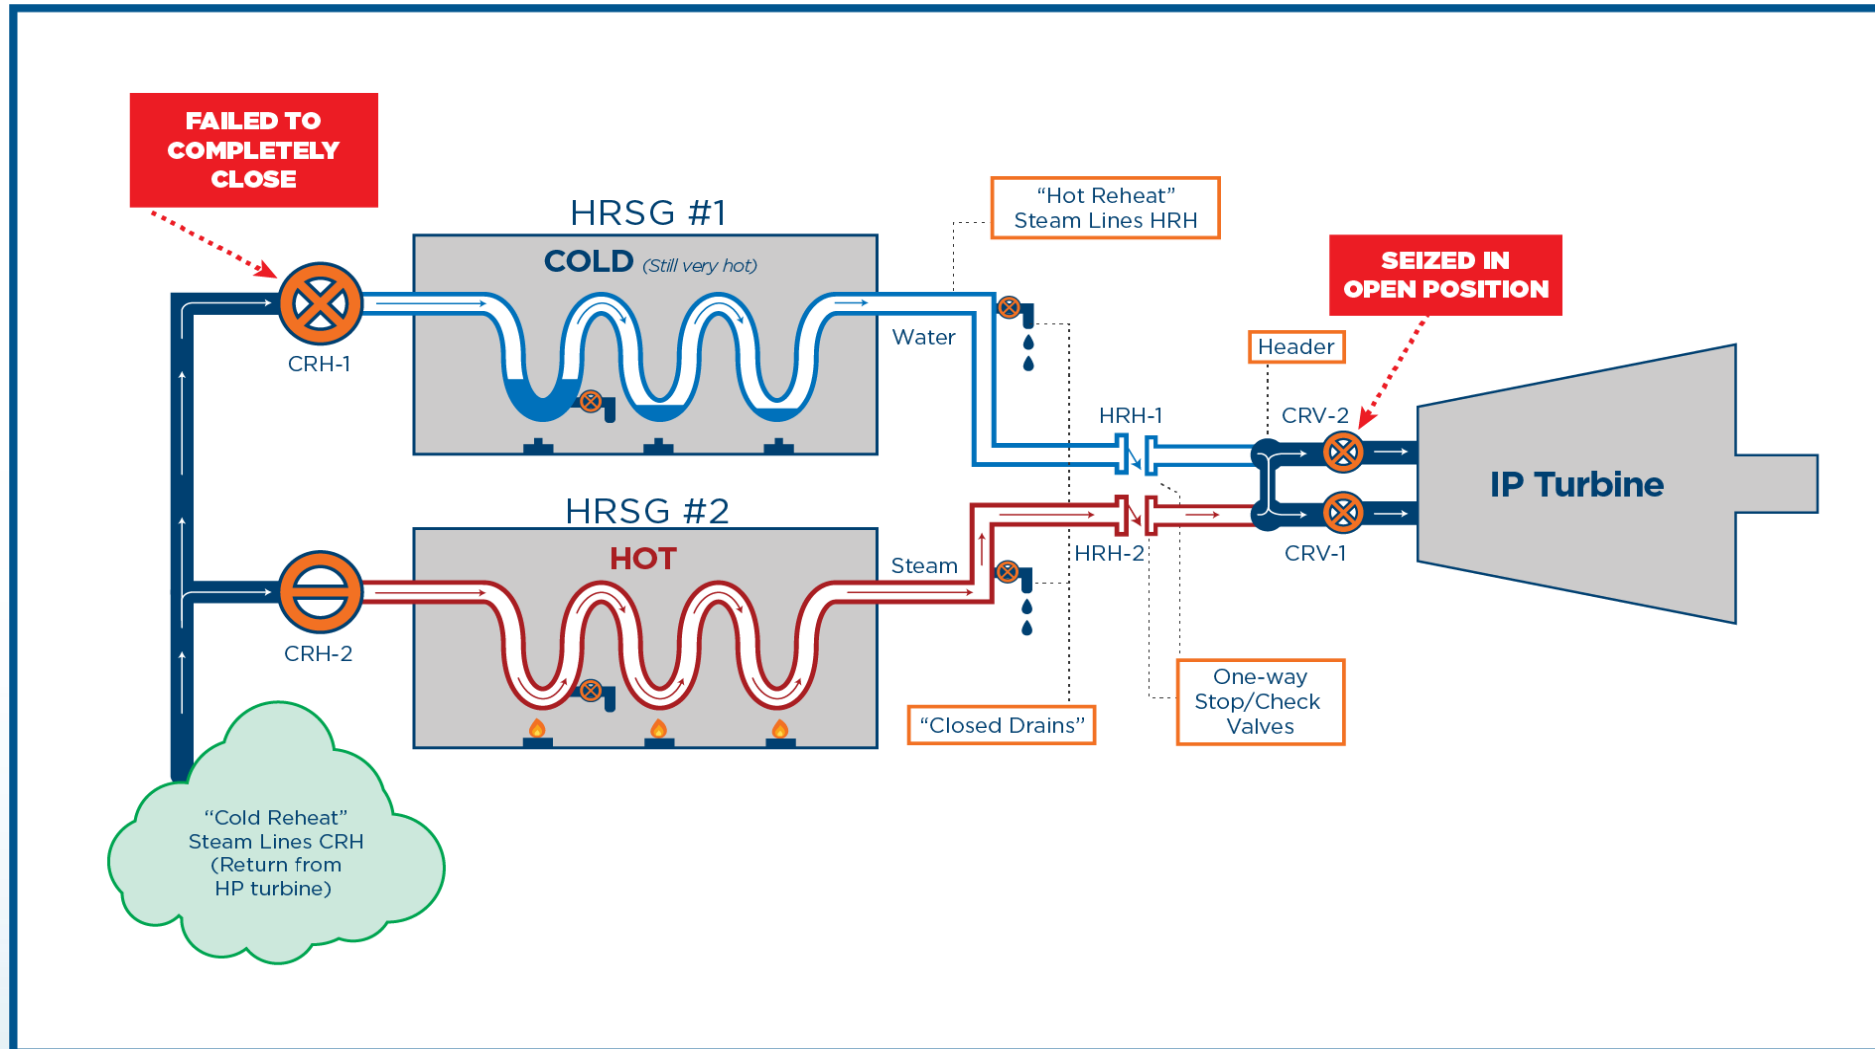 FAILED TO
COMPLETELY
CLOSE
HRSG #1
COLD (Still very hot)
CRH-1
Water
“Hot Reheat”
Steam Lines HRH
SEIZED IN
OPEN POSITION
Header
HRH-1
CRV-2
IP Turbine
HRSG #2
HOT
Steam
HRH-2
CRV-1
CRH-2
“Closed Drains”
One-way
Stop/Check
Valves
“Cold Reheat”
Steam Lines CRH
(Return from
HP turbine)